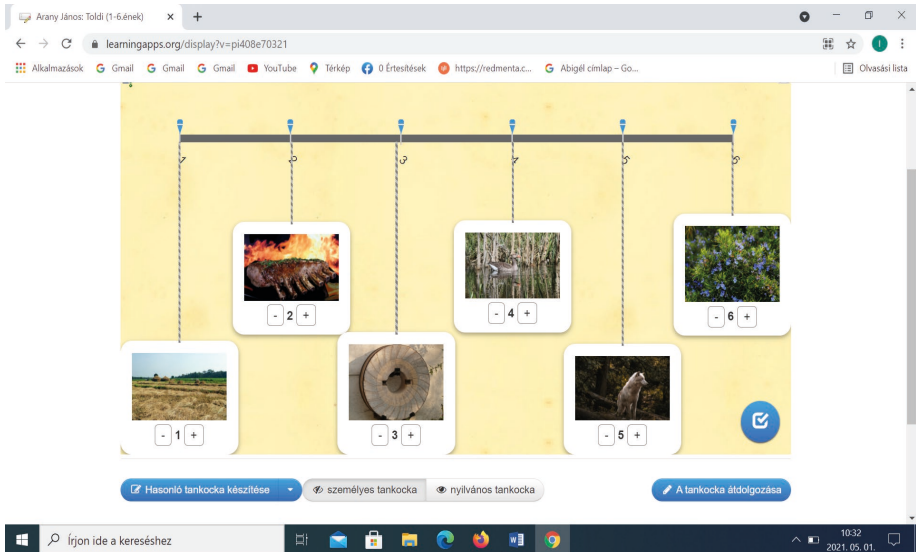 Arany János: Toldi (1-6.ének)
learningapps.org/display?v=pi408e70321
Alkalmazások Gmail Gmail Gmail YouTube Térkép 0 Értesítések https://redmenta.c... Abigél címlap – Go... Olvasási lista
1 2 3 4 5 6
- 2 +
- 4 +
- 6 +
- 1 +
- 3 +
- 5 +
Hasonló tankocka készítése személyes tankocka nyilvános tankocka A tankocka átdolgozása
Írjon ide a kereséshez
10:32
2021. 05. 01.